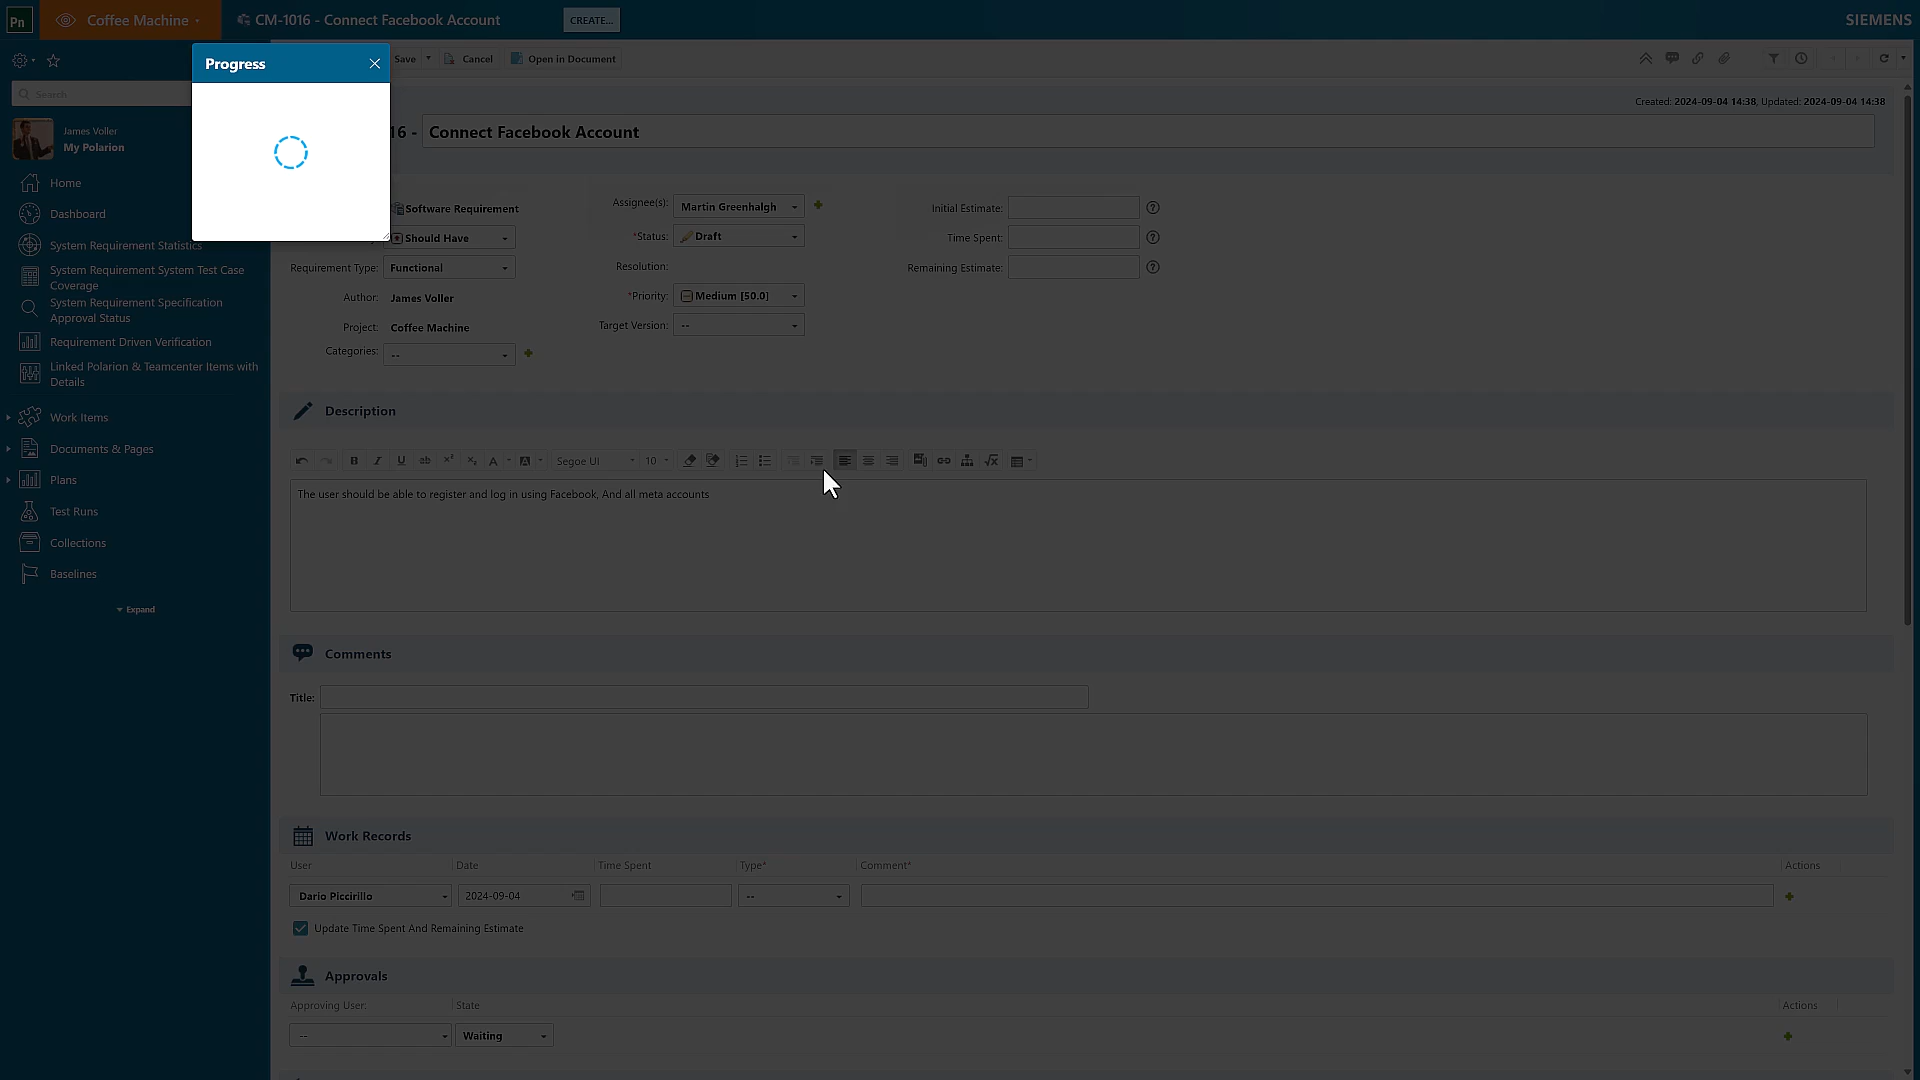 Pn
Coffee Machine
CM-1016 - Connect Facebook Account
CREATE...
SIEMENS
Progress
Save
Cancel
Open in Document
Search
James Voller
My Polarion
Home
Dashboard
System Requirement Statistics
System Requirement System Test Case
Coverage
System Requirement Specification
Approval Status
Requirement Driven Verification
Linked Polarion & Teamcenter Items with
Details
Work Items
Documents & Pages
Plans
Test Runs
Collections
Baselines
Expand
Created: 2024-09-04 14:38, Updated: 2024-09-04 14:38
16 - Connect Facebook Account
Software Requirement
Should Have
Requirement Type: Functional
Author: James Voller
Project: Coffee Machine
Categories: --
Assignee(s): Martin Greenhalgh
*Status: Draft
Resolution:
*Priority: Medium [50.0]
Target Version: --
Initial Estimate:
Time Spent:
Remaining Estimate:
Description
Segoe UI 10
The user should be able to register and log in using Facebook, And all meta accounts
Comments
Title:
Work Records
User Date Time Spent Type* Comment* Actions
Dario Piccirillo 2024-09-04 --
Update Time Spent And Remaining Estimate
Approvals
Approving User: State Actions
-- Waiting